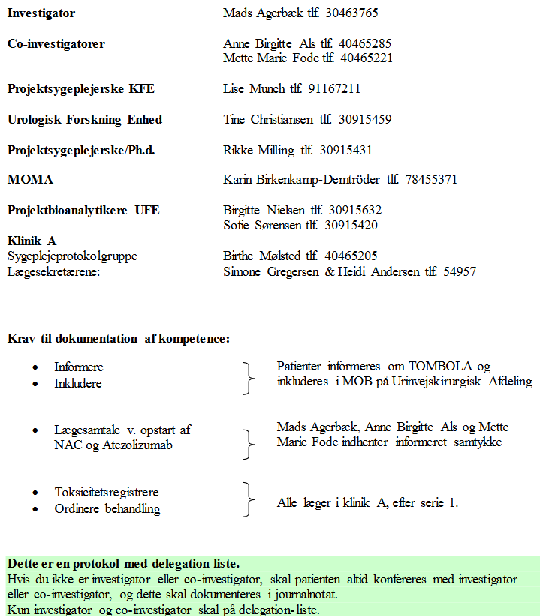 Investigator Mads Agerbæk tlf. 30463765
Co-investigatorer Anne Birgitte Als tlf. 40465285
Mette Marie Fode tlf. 40465221
Projektsygeplejerske KFE Lise Munch tlf. 91167211
Urologisk Forskning Enhed Tine Christiansen tlf. 30915459
Projektsygeplejerske/Ph.d. Rikke Milling tlf. 30915431
MOMA Karin Birkenkamp-Demtröder tlf. 78455371
Projektbioanalytikere UFE Birgitte Nielsen tlf. 30915632
Sofie Sørensen tlf. 30915420
Klinik A
Sygeplejeprotokolgruppe Birthe Mølsted tlf. 40465205
Lægesekretærene: Simone Gregersen & Heidi Andersen tlf. 54957
Krav til dokumentation af kompetence:
• Informere
• Inkludere
Patienter informeres om TOMBOLA og
inkluderes i MOB på Urinvejskirurgisk Afdeling
• Lægesamtale v. opstart af
NAC og Atezolizumab
Mads Agerbæk, Anne Birgitte Als og Mette
Marie Fode indhenter informeret samtykke
• Toksicitetsregistrere
• Ordinere behandling
Alle læger i klinik A, efter serie 1.
Dette er en protokol med delegation liste.
Hvis du ikke er investigator eller co-investigator, skal patienten altid konfereres med investigator
eller co-investigator, og dette skal dokumenteres i journalnotat.
Kun investigator og co-investigator skal på delegation-liste.